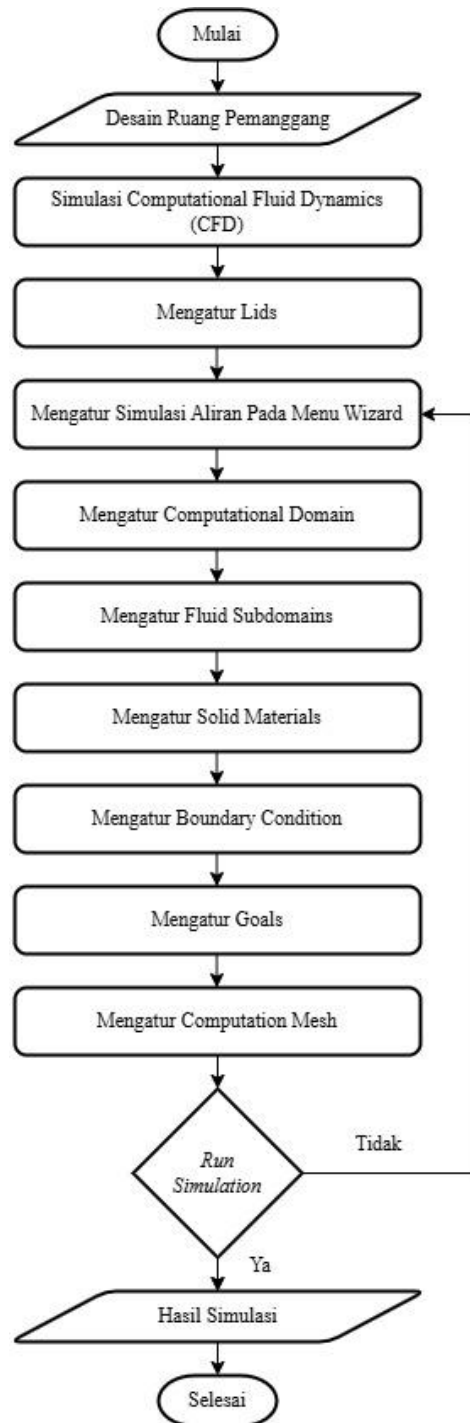 Mulai
Desain Ruang Pemanggang
Simulasi Computational Fluid Dynamics
(CFD)
Mengatur Lids
Mengatur Simulasi Aliran Pada Menu Wizard
Mengatur Computational Domain
Mengatur Fluid Subdomains
Mengatur Solid Materials
Mengatur Boundary Condition
Mengatur Goals
Mengatur Computation Mesh
Run
Simulation
Tidak
Ya
Hasil Simulasi
Selesai